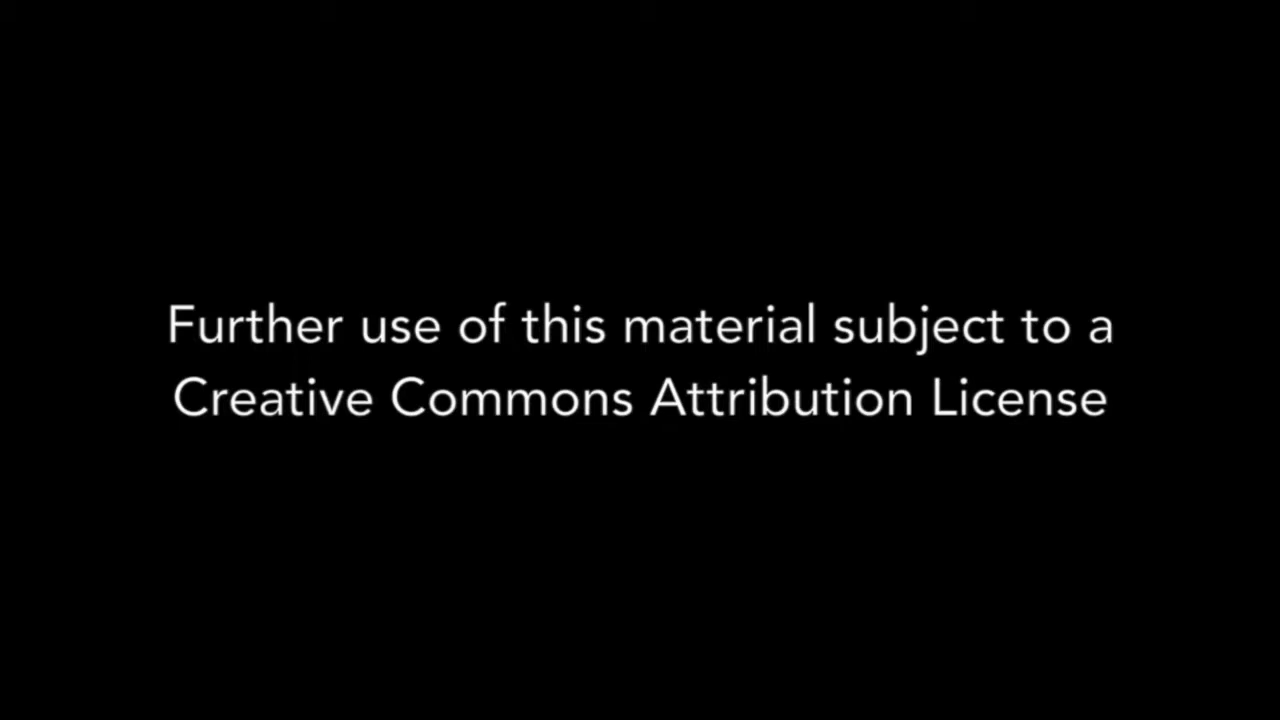 Further use of this material subject to a
Creative Commons Attribution License